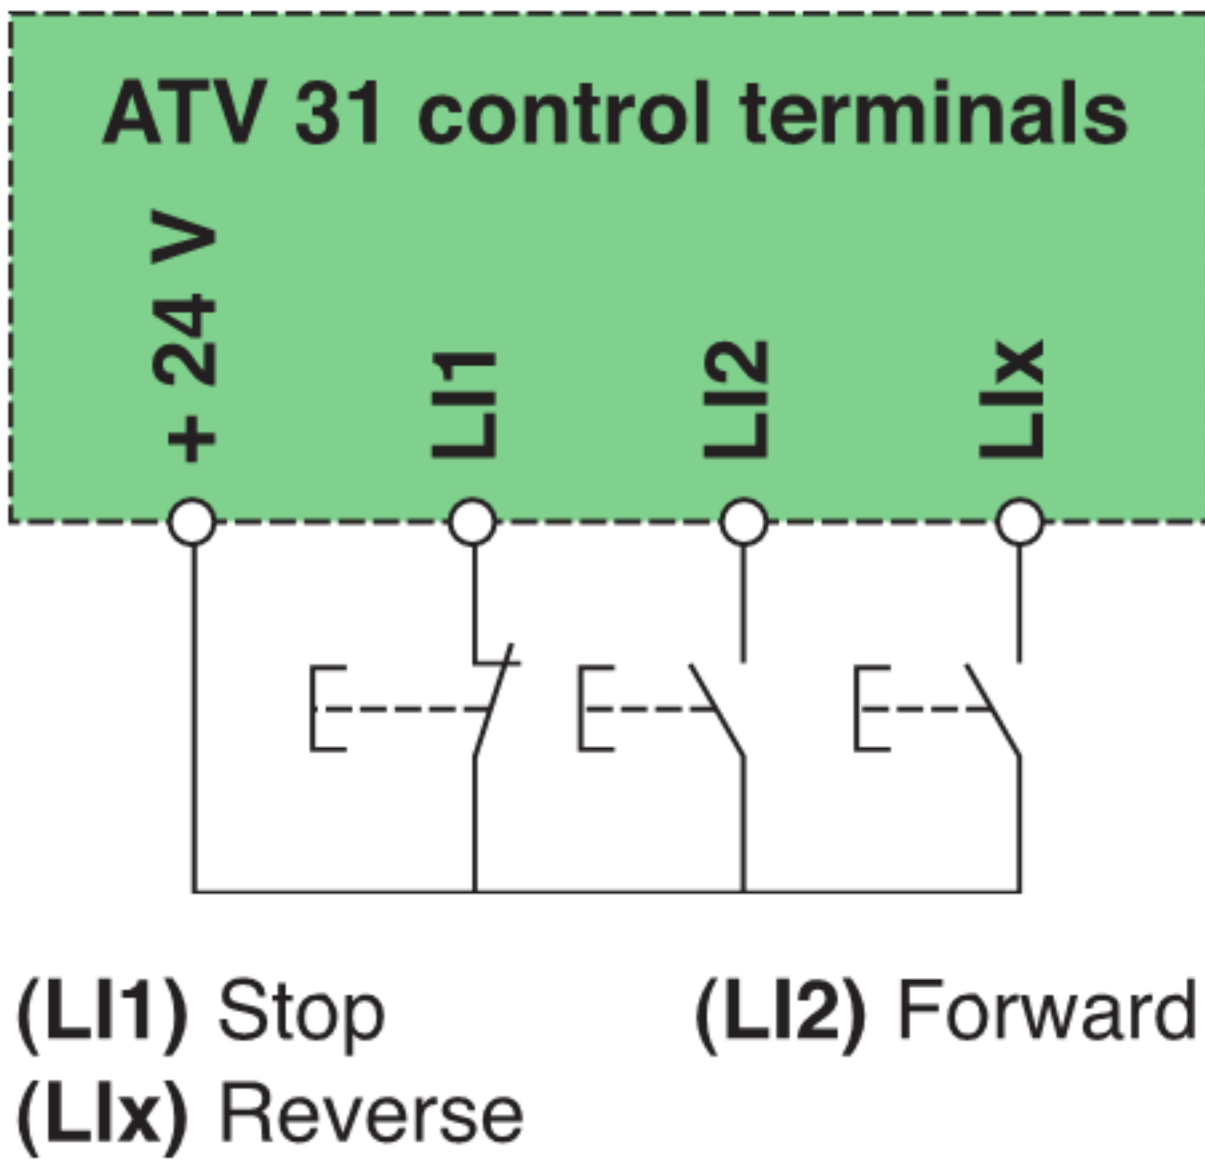 ATV 31 control terminals
+ 24 V
LI1
LI2
LIx
(LI1) Stop
(LI2) Forward
(LIx) Reverse